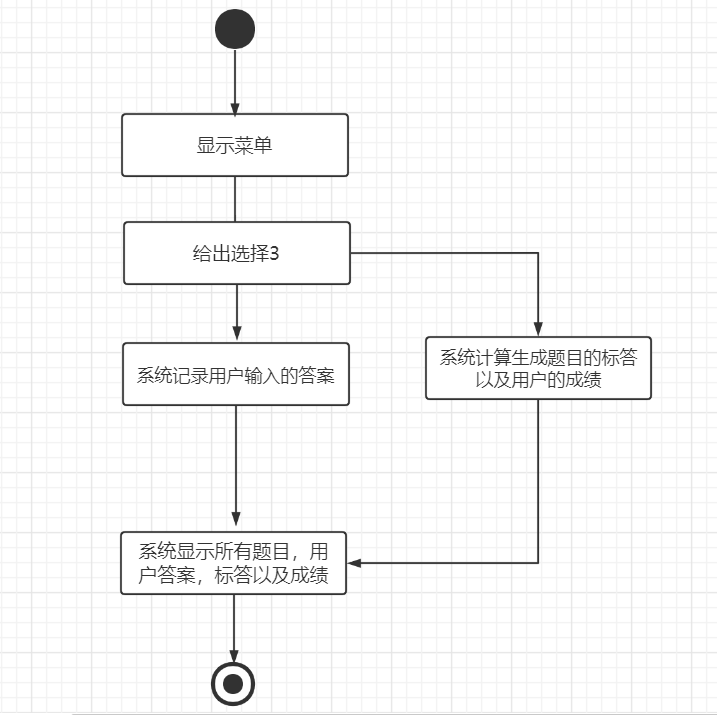 显示菜单
给出选择3
系统记录用户输入的答案
系统计算生成题目的标答
以及用户的成绩
系统显示所有题目，用
户答案，标答以及成绩